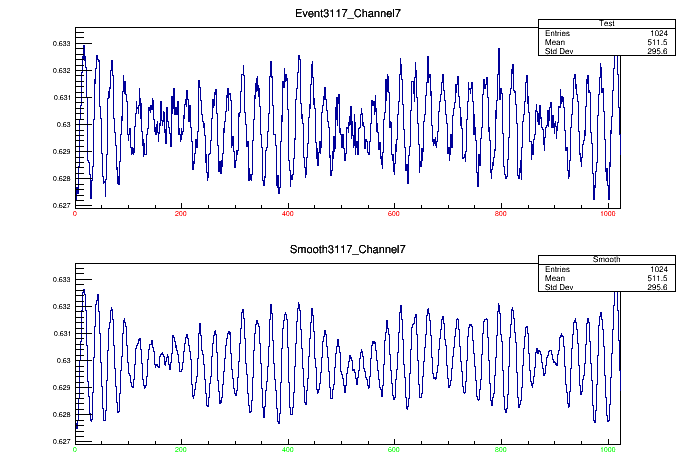 Event3117_Channel7
Test
Entries 1024
Mean 511.5
Std Dev 295.6
0.633
0.632
0.631
0.63
0.629
0.628
0.627
0 200 400 600 800 1000
Smooth3117_Channel7
Smooth
Entries 1024
Mean 511.5
Std Dev 295.6
0.633
0.632
0.631
0.63
0.629
0.628
0.627
0 200 400 600 800 1000